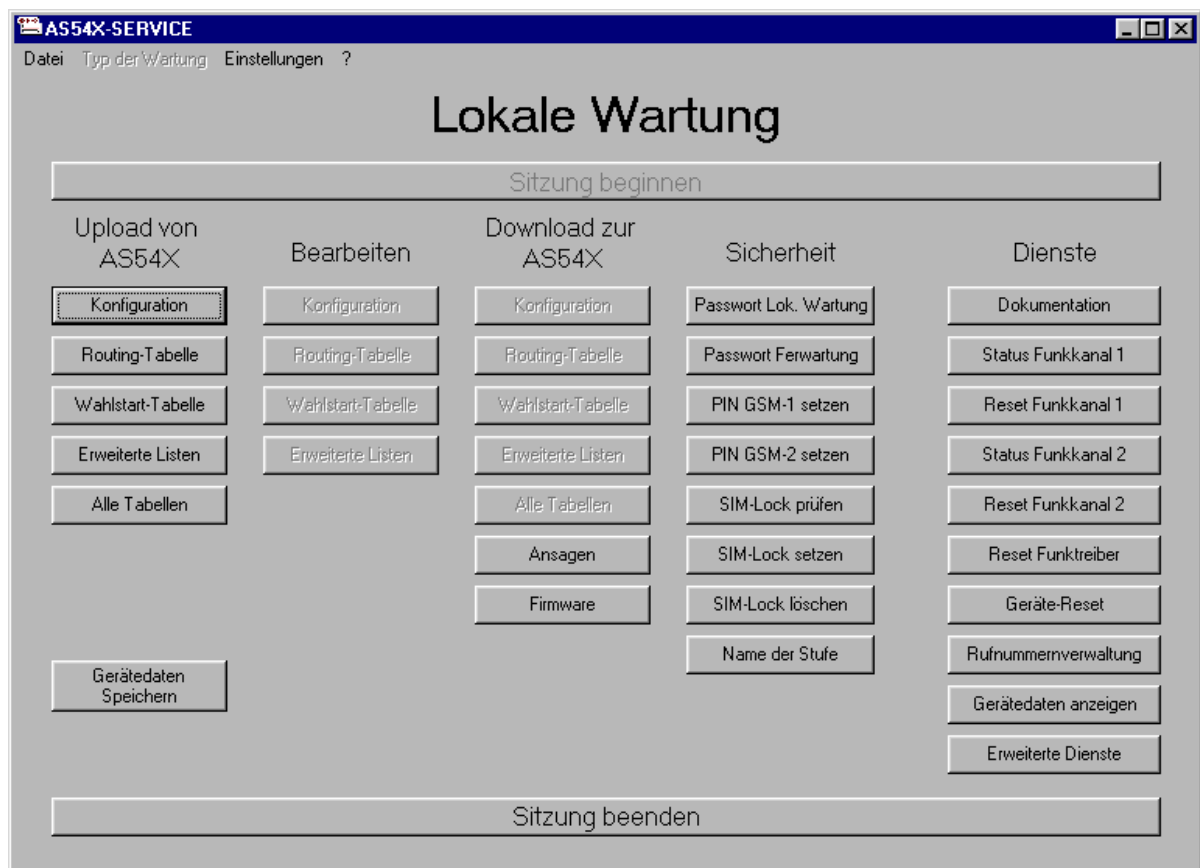 AS54X-SERVICE
Datei Typ der Wartung Einstellungen ?
Lokale Wartung
Sitzung beginnen
Upload von
AS54X
Konfiguration
Routing-Tabelle
Wahlstart-Tabelle
Erweiterte Listen
Alle Tabellen
Gerätedaten
Speichern
Bearbeiten
Konfiguration
Routing-Tabelle
Wahlstart-Tabelle
Erweiterte Listen
Download zur
AS54X
Konfiguration
Routing-Tabelle
Wahlstart-Tabelle
Erweiterte Listen
Alle Tabellen
Ansagen
Firmware
Sicherheit
Passwort Lok. Wartung
Passwort Ferwartung
PIN GSM-1 setzen
PIN GSM-2 setzen
SIM-Lock prüfen
SIM-Lock setzen
SIM-Lock löschen
Name der Stufe
Dienste
Dokumentation
Status Funkkanal 1
Reset Funkkanal 1
Status Funkkanal 2
Reset Funkkanal 2
Reset Funktreiber
Geräte-Reset
Rufnummernverwaltung
Gerätedaten anzeigen
Erweiterte Dienste
Sitzung beenden